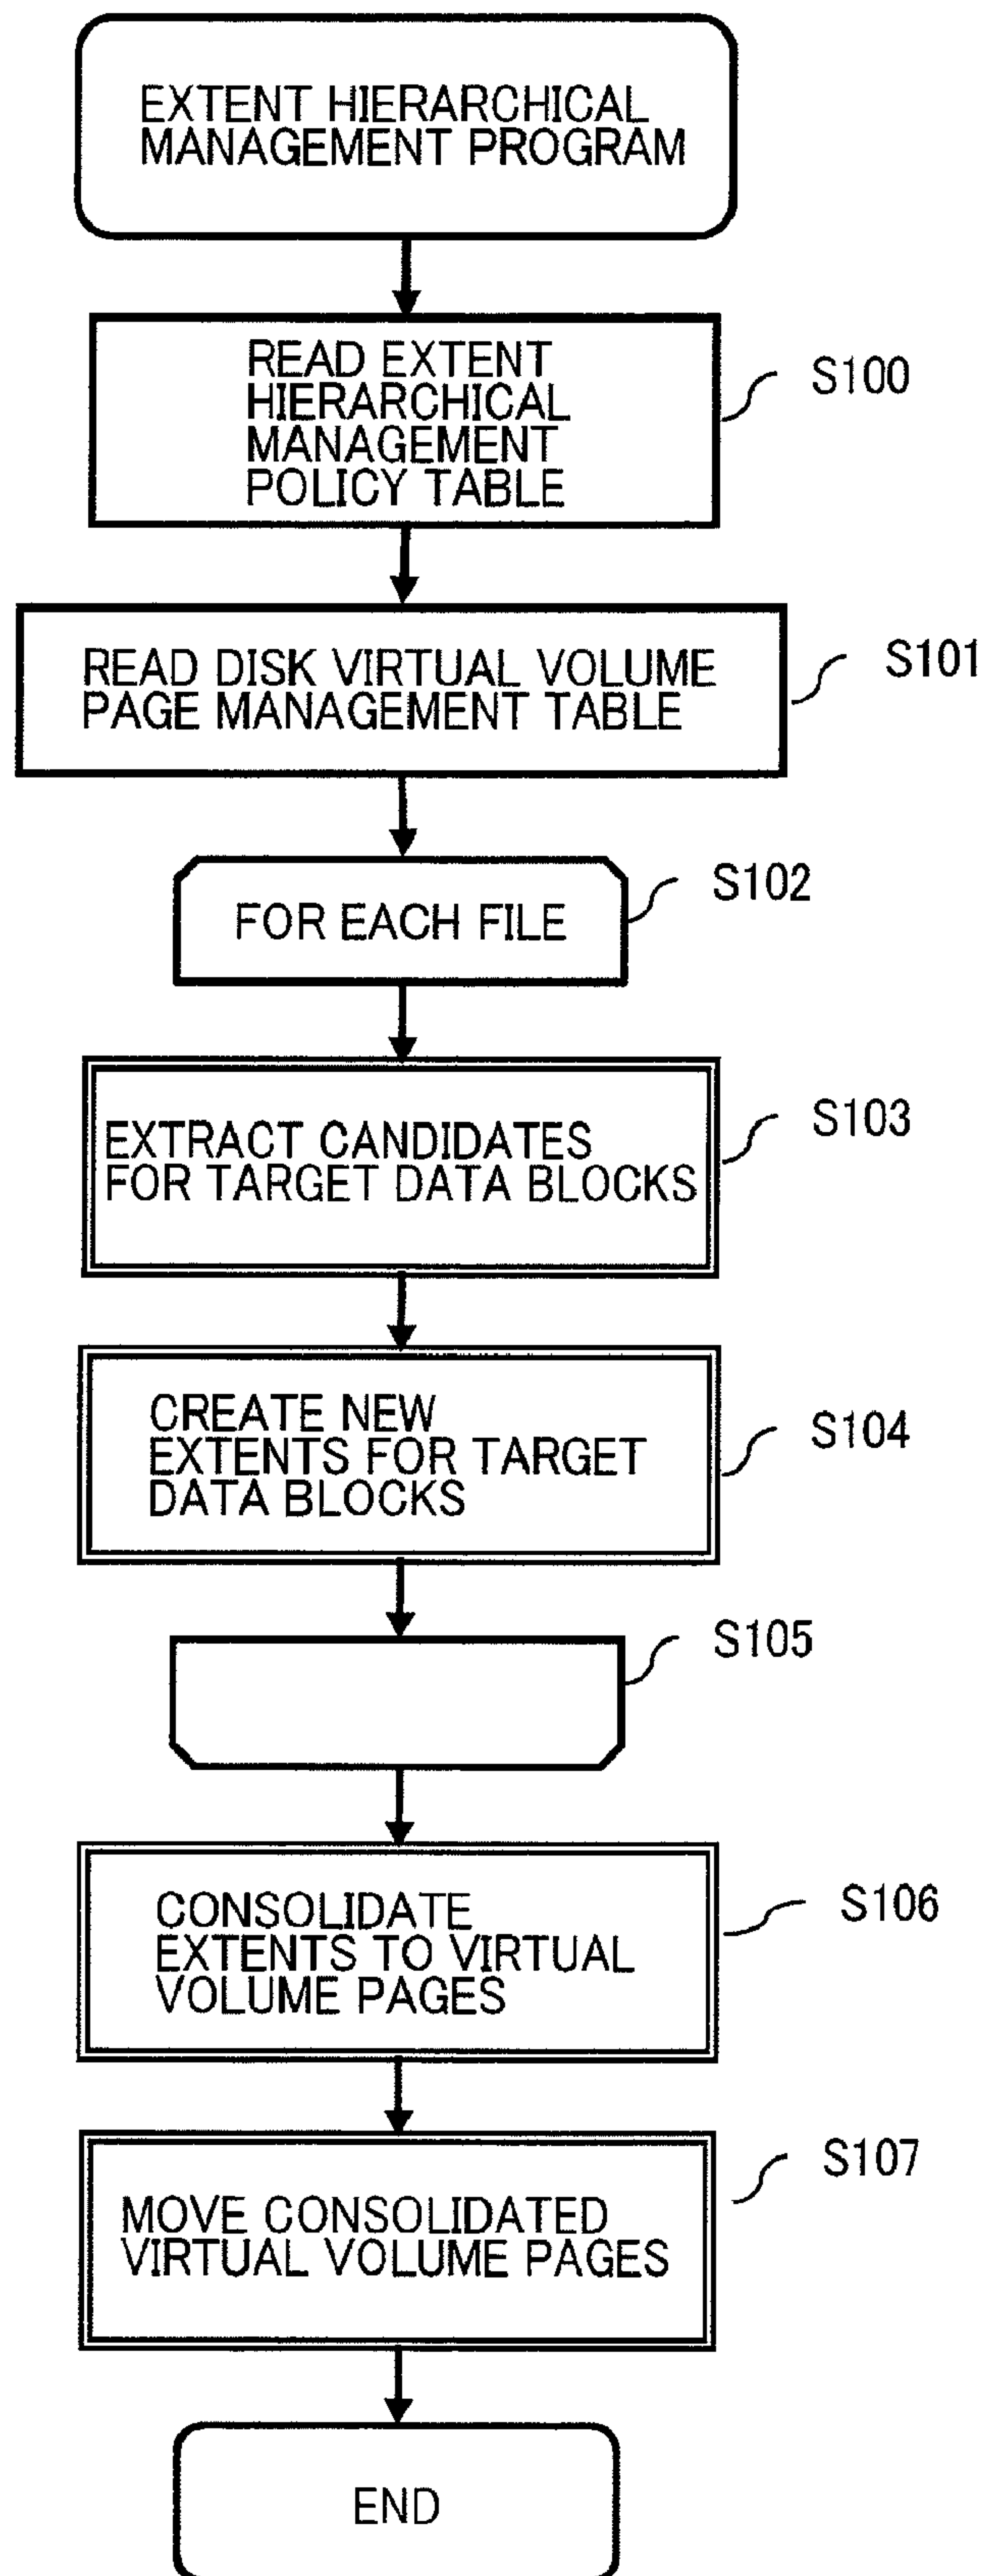 EXTENT HIERARCHICAL
MANAGEMENT PROGRAM
READ EXTENT
HIERARCHICAL
MANAGEMENT
POLICY TABLE
S100
READ DISK VIRTUAL VOLUME
PAGE MANAGEMENT TABLE
S101
FOR EACH FILE
S102
EXTRACT CANDIDATES
FOR TARGET DATA BLOCKS
S103
CREATE NEW
EXTENTS FOR TARGET
DATA BLOCKS
S104
S105
CONSOLIDATE
EXTENTS TO VIRTUAL
VOLUME PAGES
S106
MOVE CONSOLIDATED
VIRTUAL VOLUME PAGES
S107
END